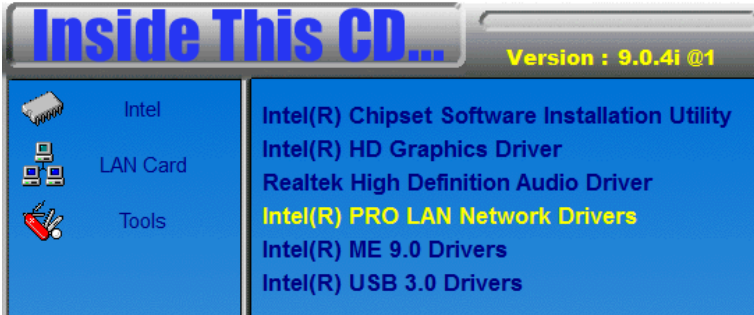 Inside This CD...
Version : 9.0.4i @1
Intel
LAN Card
Tools
Intel(R) Chipset Software Installation Utility
Intel(R) HD Graphics Driver
Realtek High Definition Audio Driver
Intel(R) PRO LAN Network Drivers
Intel(R) ME 9.0 Drivers
Intel(R) USB 3.0 Drivers